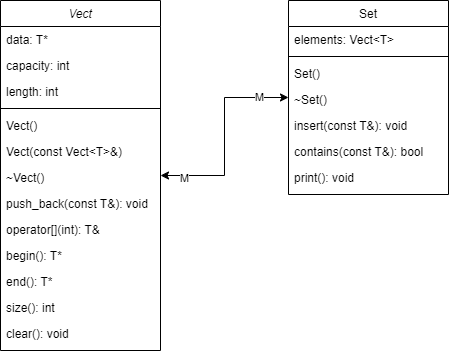 Vect
data: T*
capacity: int
length: int
Vect()
Vect(const Vect<T>&)
~Vect()
push_back(const T&): void
operator[](int): T&
begin(): T*
end(): T*
size(): int
clear(): void
M
M
Set
elements: Vect<T>
Set()
~Set()
insert(const T&): void
contains(const T&): bool
print(): void